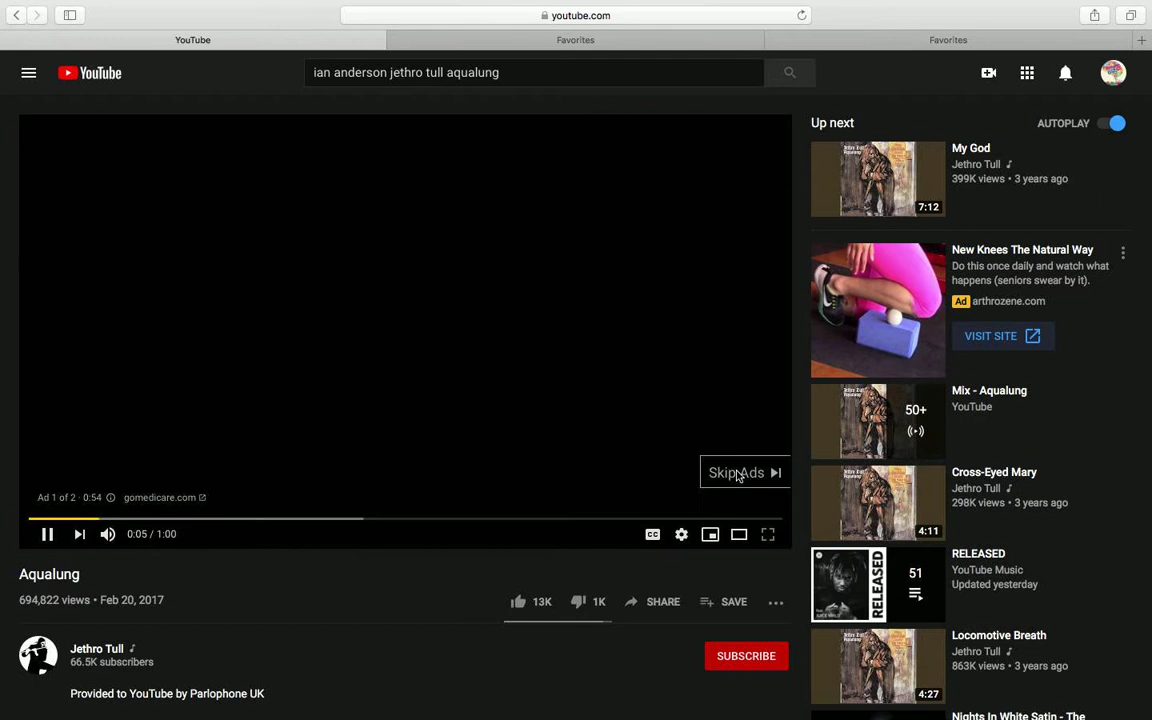 youtube.com
YouTube
Favorites
Favorites
YouTube
ian anderson jethro tull aqualung
Skip Ads
Ad 1 of 2 · 0:54
gomedicare.com
0:05 / 1:00
CC
Aqualung
694,822 views • Feb 20, 2017
13K
1K
SHARE
SAVE
Jethro Tull
66.5K subscribers
SUBSCRIBE
Provided to YouTube by Parlophone UK
Up next
AUTOPLAY
My God
Jethro Tull
399K views • 3 years ago
7:12
New Knees The Natural Way
Do this once daily and watch what
happens (seniors swear by it).
Ad arthrozene.com
VISIT SITE
50+
Mix - Aqualung
YouTube
Cross-Eyed Mary
Jethro Tull
298K views • 3 years ago
4:11
RELEASED
51
RELEASED
YouTube Music
Updated yesterday
Locomotive Breath
Jethro Tull
863K views • 3 years ago
4:27
Nights In White Satin - The